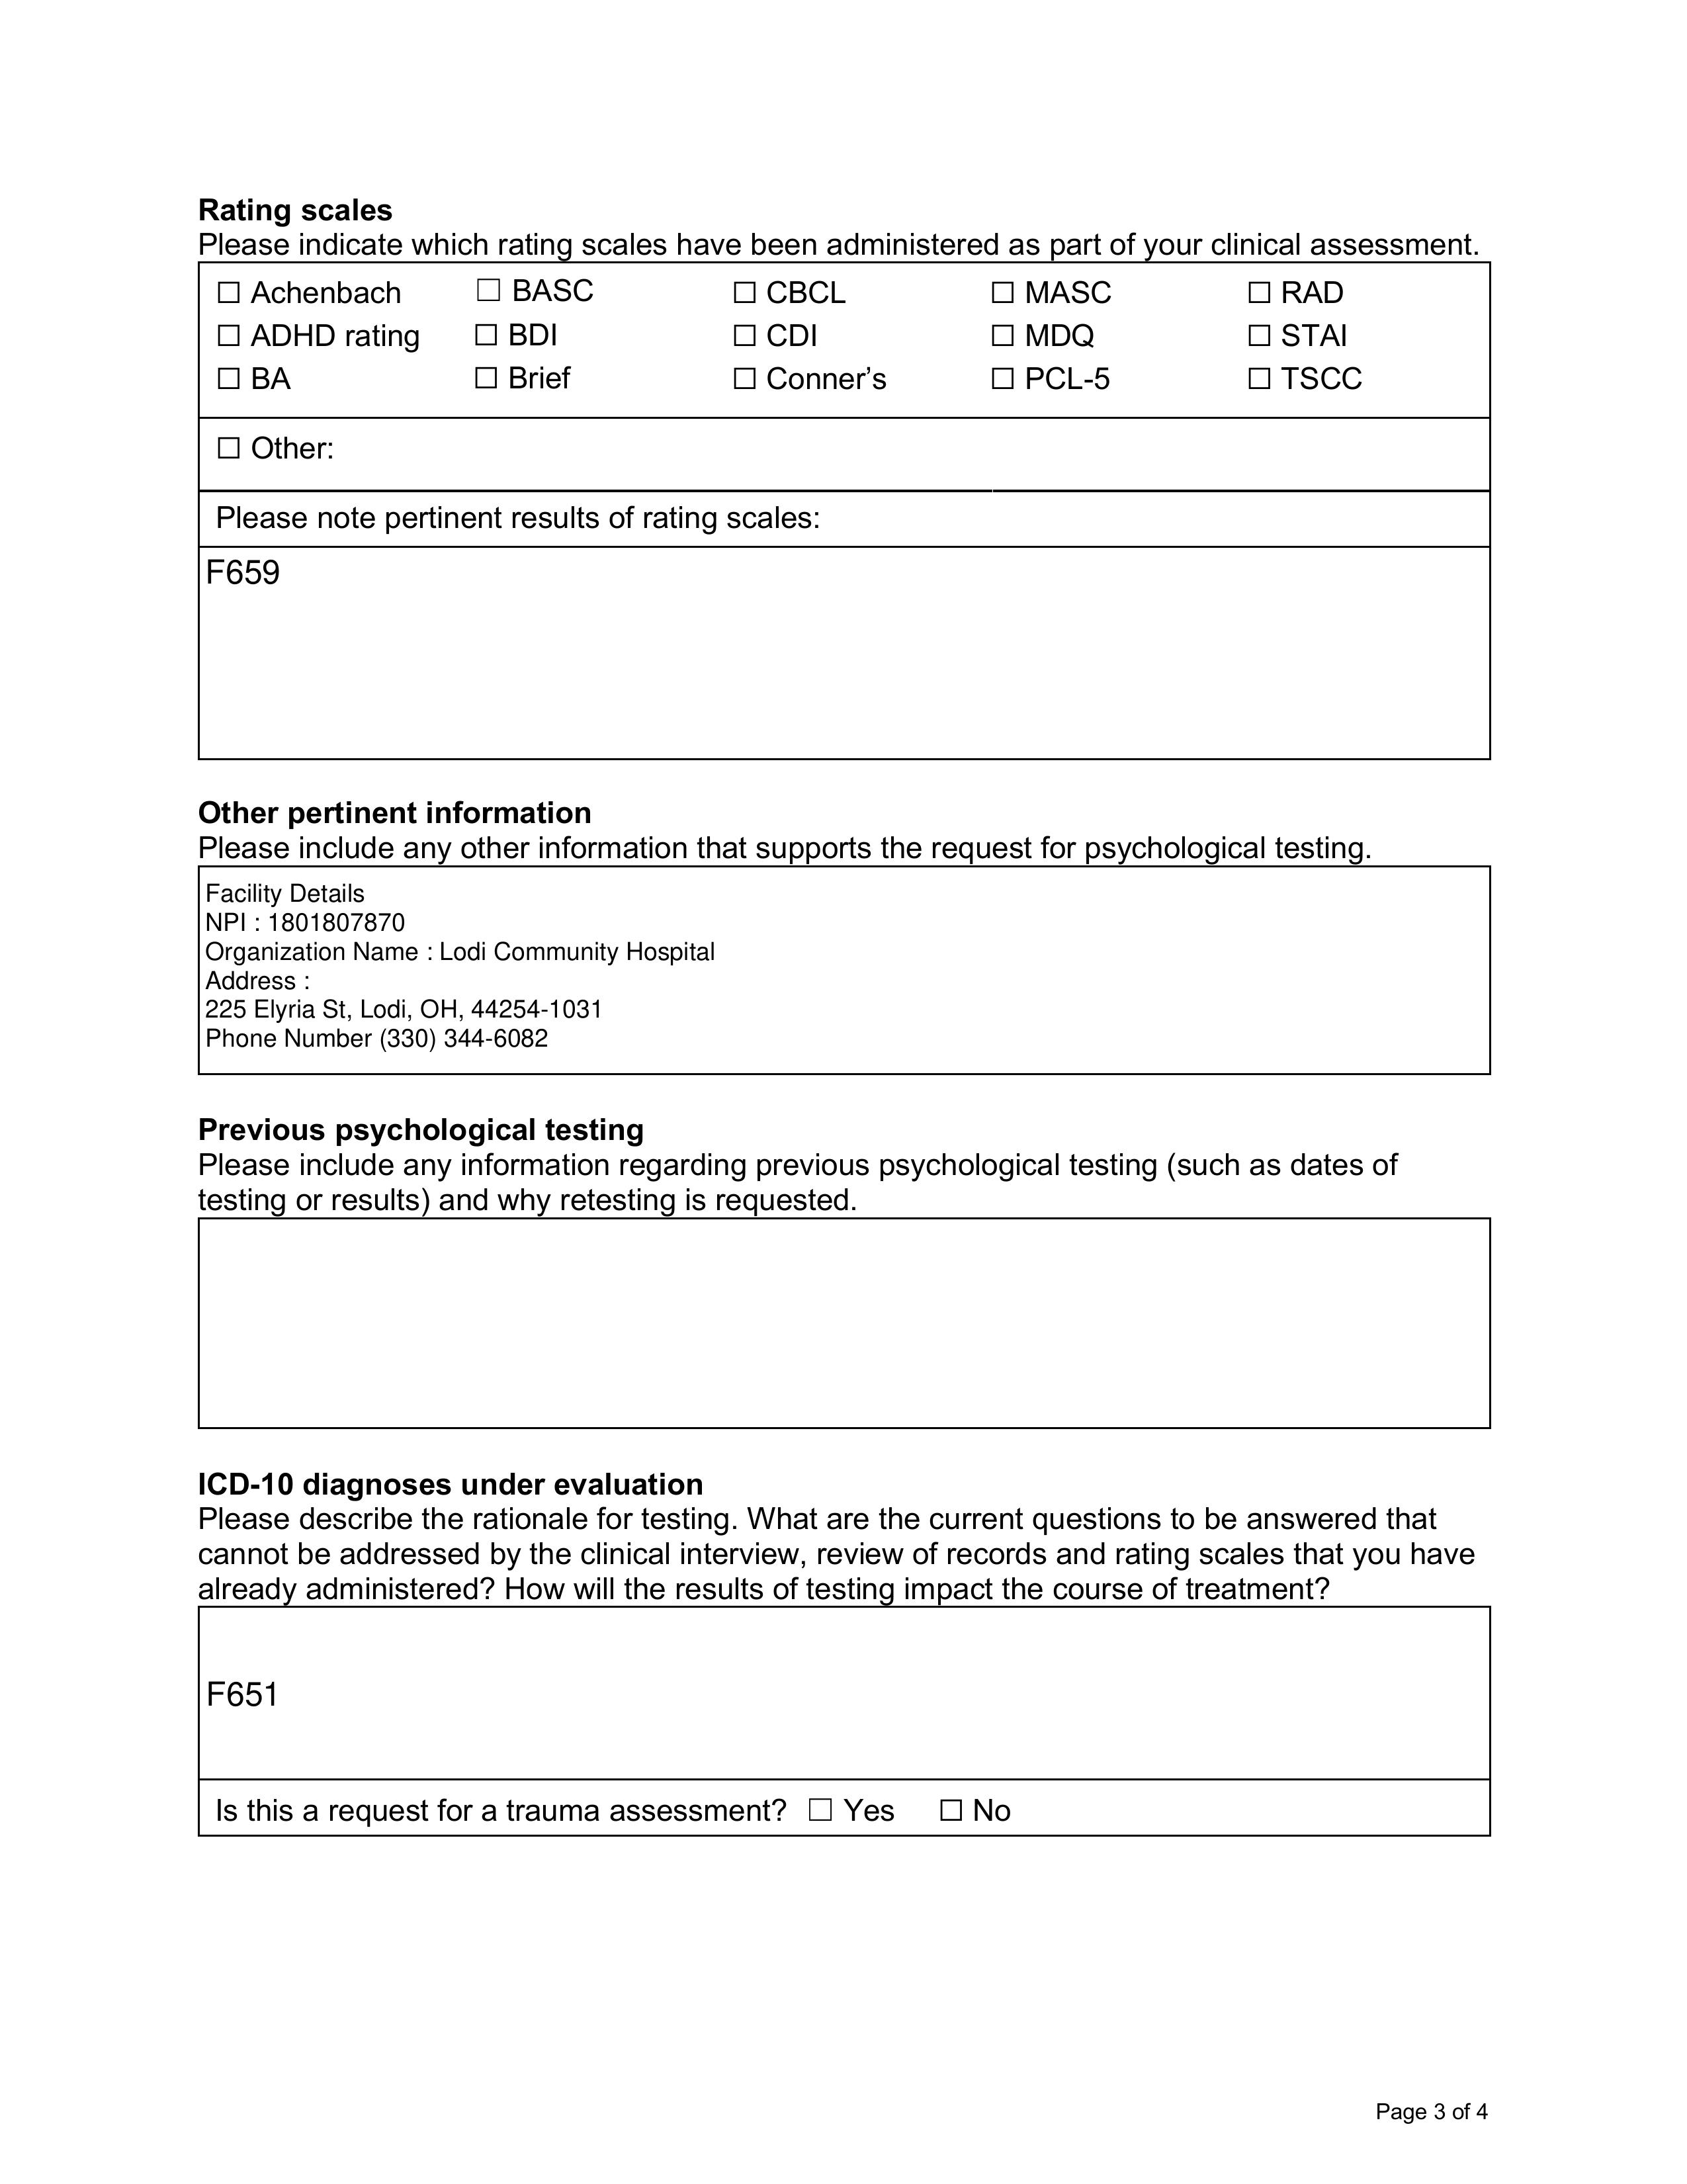 Rating scales
Please indicate which rating scales have been administered as part of your clinical assessment.
☐ Achenbach ☐ BASC ☐ CBCL ☐ MASC ☐ RAD
☐ ADHD rating ☐ BDI ☐ CDI ☐ MDQ ☐ STAI
☐ BA ☐ Brief ☐ Conner’s ☐ PCL-5 ☐ TSCC
☐ Other:
Please note pertinent results of rating scales:
F659
Other pertinent information
Please include any other information that supports the request for psychological testing.
Facility Details
NPI : 1801807870
Organization Name : Lodi Community Hospital
Address :
225 Elyria St, Lodi, OH, 44254-1031
Phone Number (330) 344-6082
Previous psychological testing
Please include any information regarding previous psychological testing (such as dates of
testing or results) and why retesting is requested.
ICD-10 diagnoses under evaluation
Please describe the rationale for testing. What are the current questions to be answered that
cannot be addressed by the clinical interview, review of records and rating scales that you have
already administered? How will the results of testing impact the course of treatment?
F651
Is this a request for a trauma assessment? ☐ Yes ☐ No
Page 3 of 4